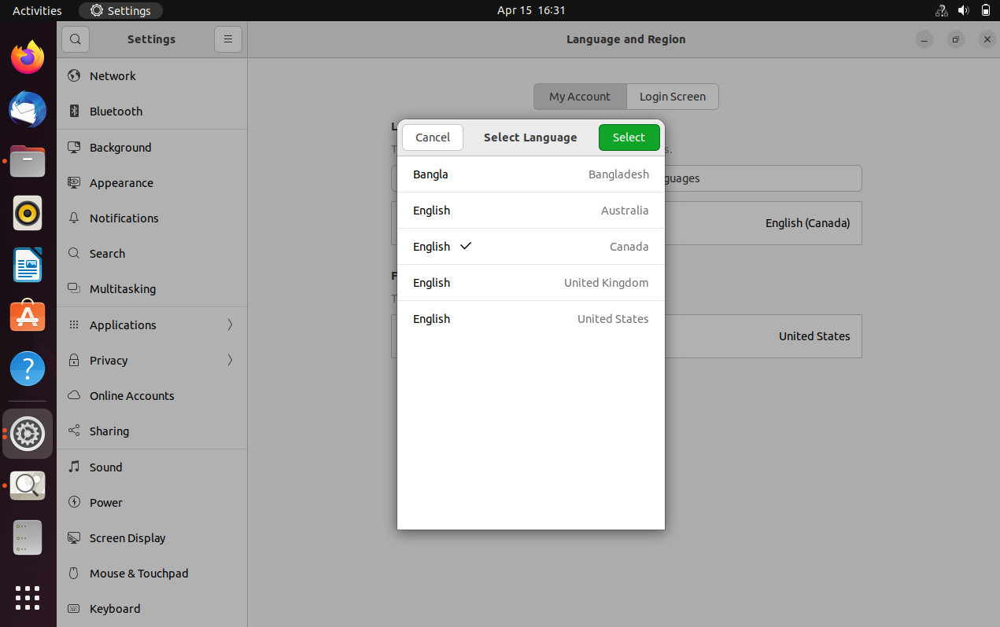 Activities Settings Apr 15 16:31
Settings Language and Region
Network
Bluetooth
Background
Appearance
Notifications
Search
Multitasking
Applications
Privacy
Online Accounts
Sharing
Sound
Power
Screen Display
Mouse & Touchpad
Keyboard
My Account Login Screen
English (Canada)
United States
Cancel Select Language Select
Bangla Bangladesh
English Australia
English Canada
English United Kingdom
English United States